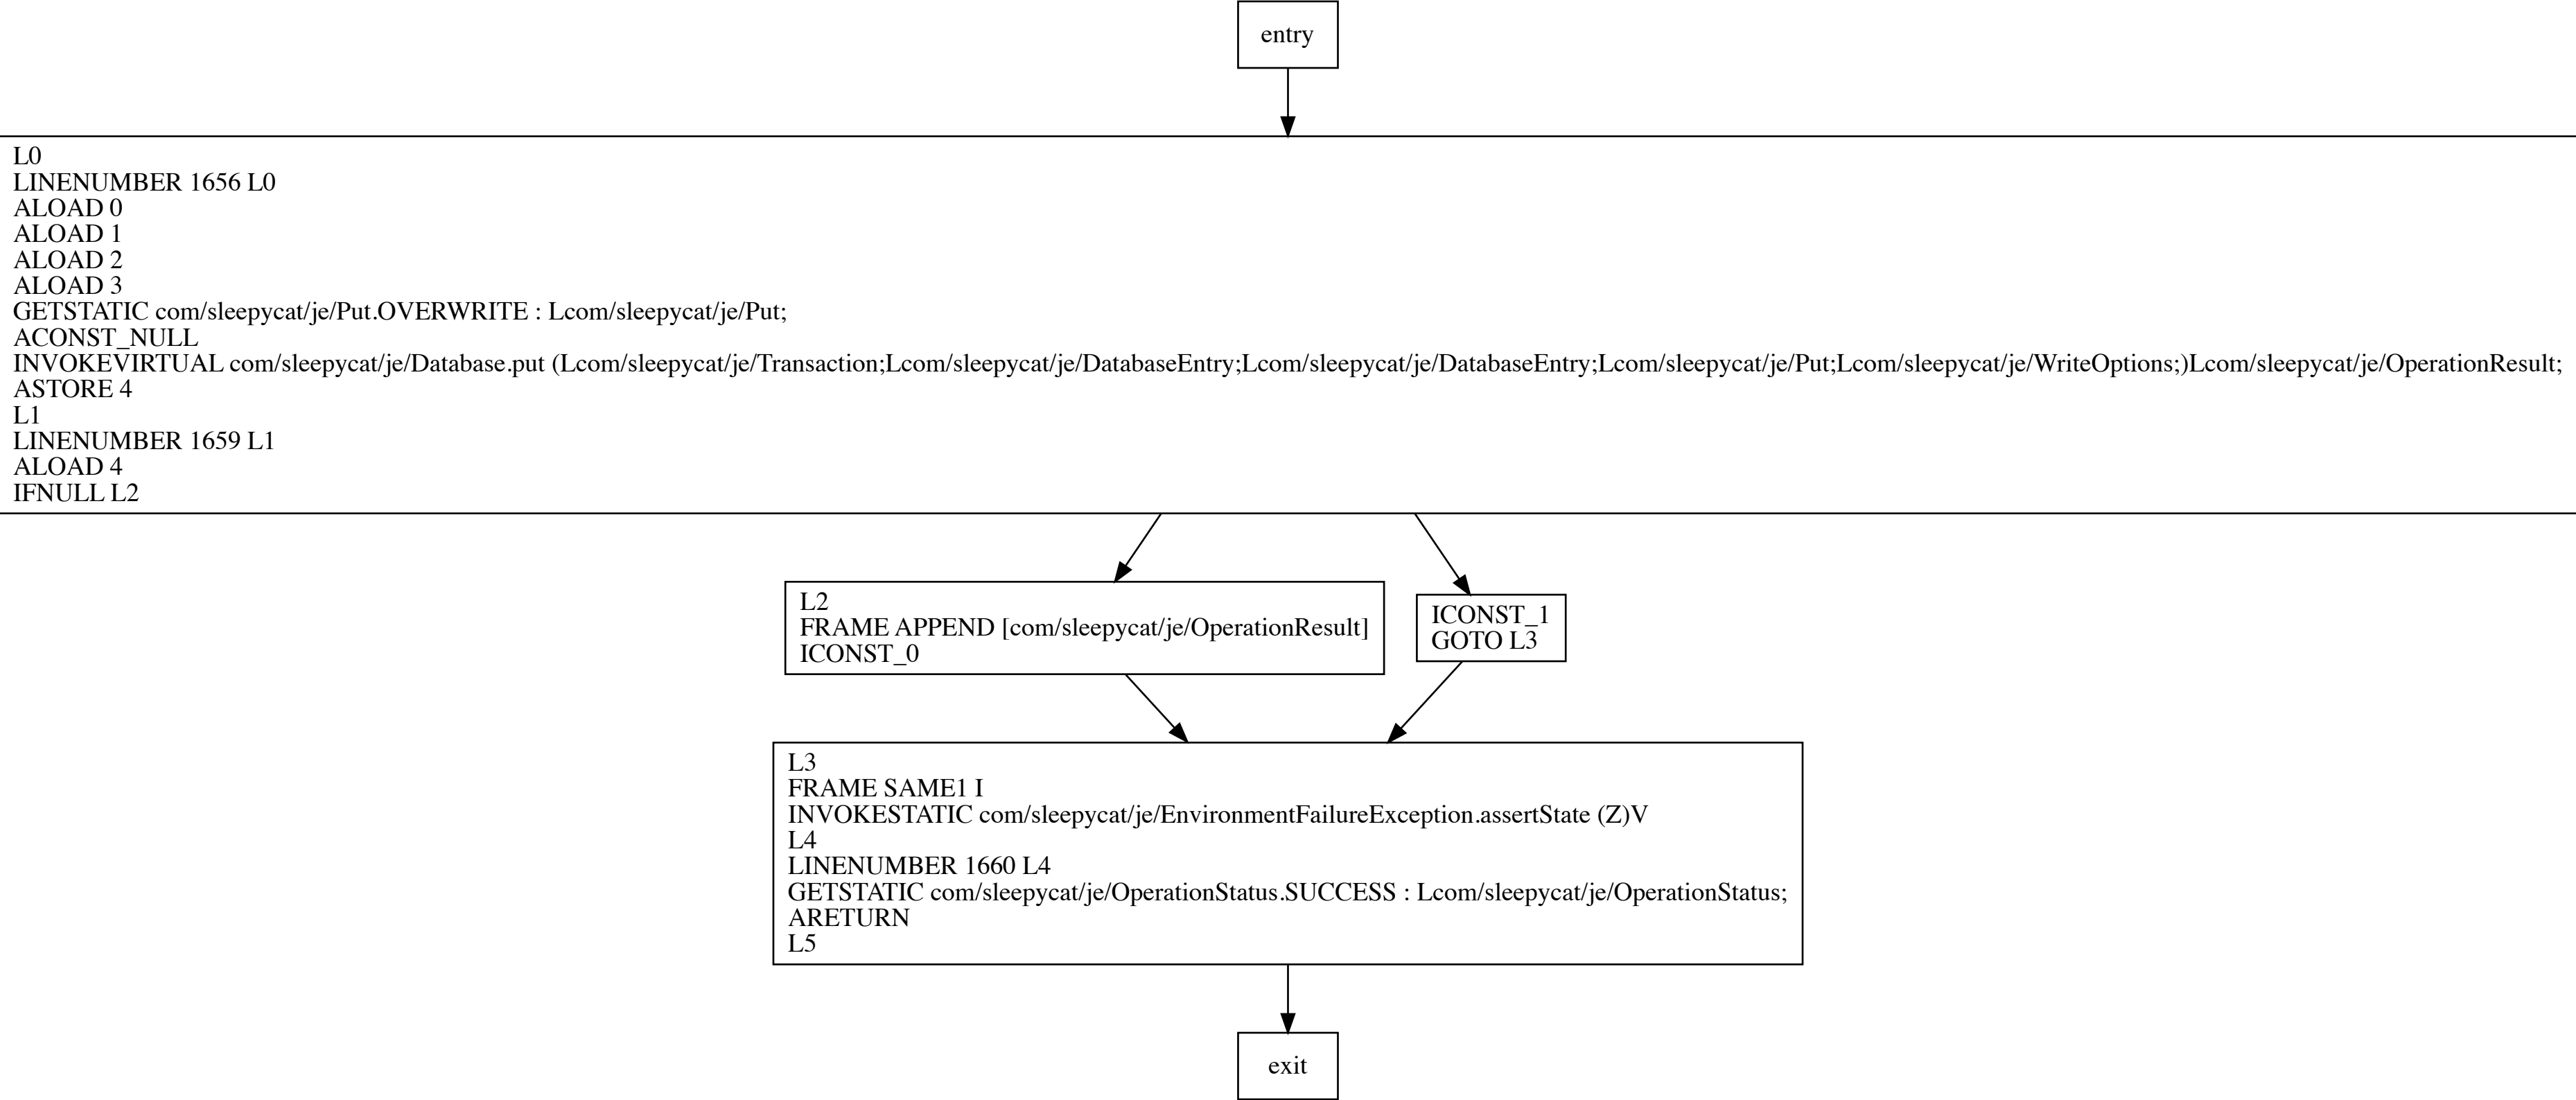 entry
L0
LINENUMBER 1656 L0
ALOAD 0
ALOAD 1
ALOAD 2
ALOAD 3
GETSTATIC com/sleepycat/je/Put.OVERWRITE : Lcom/sleepycat/je/Put;
ACONST_NULL
INVOKEVIRTUAL com/sleepycat/je/Database.put (Lcom/sleepycat/je/Transaction;Lcom/sleepycat/je/DatabaseEntry;Lcom/sleepycat/je/DatabaseEntry;Lcom/sleepycat/je/Put;Lcom/sleepycat/je/WriteOptions;)Lcom/sleepycat/je/OperationResult;
ASTORE 4
L1
LINENUMBER 1659 L1
ALOAD 4
IFNULL L2
L2
FRAME APPEND [com/sleepycat/je/OperationResult]
ICONST_0
ICONST_1
GOTO L3
L3
FRAME SAME1 I
INVOKESTATIC com/sleepycat/je/EnvironmentFailureException.assertState (Z)V
L4
LINENUMBER 1660 L4
GETSTATIC com/sleepycat/je/OperationStatus.SUCCESS : Lcom/sleepycat/je/OperationStatus;
ARETURN
L5
exit